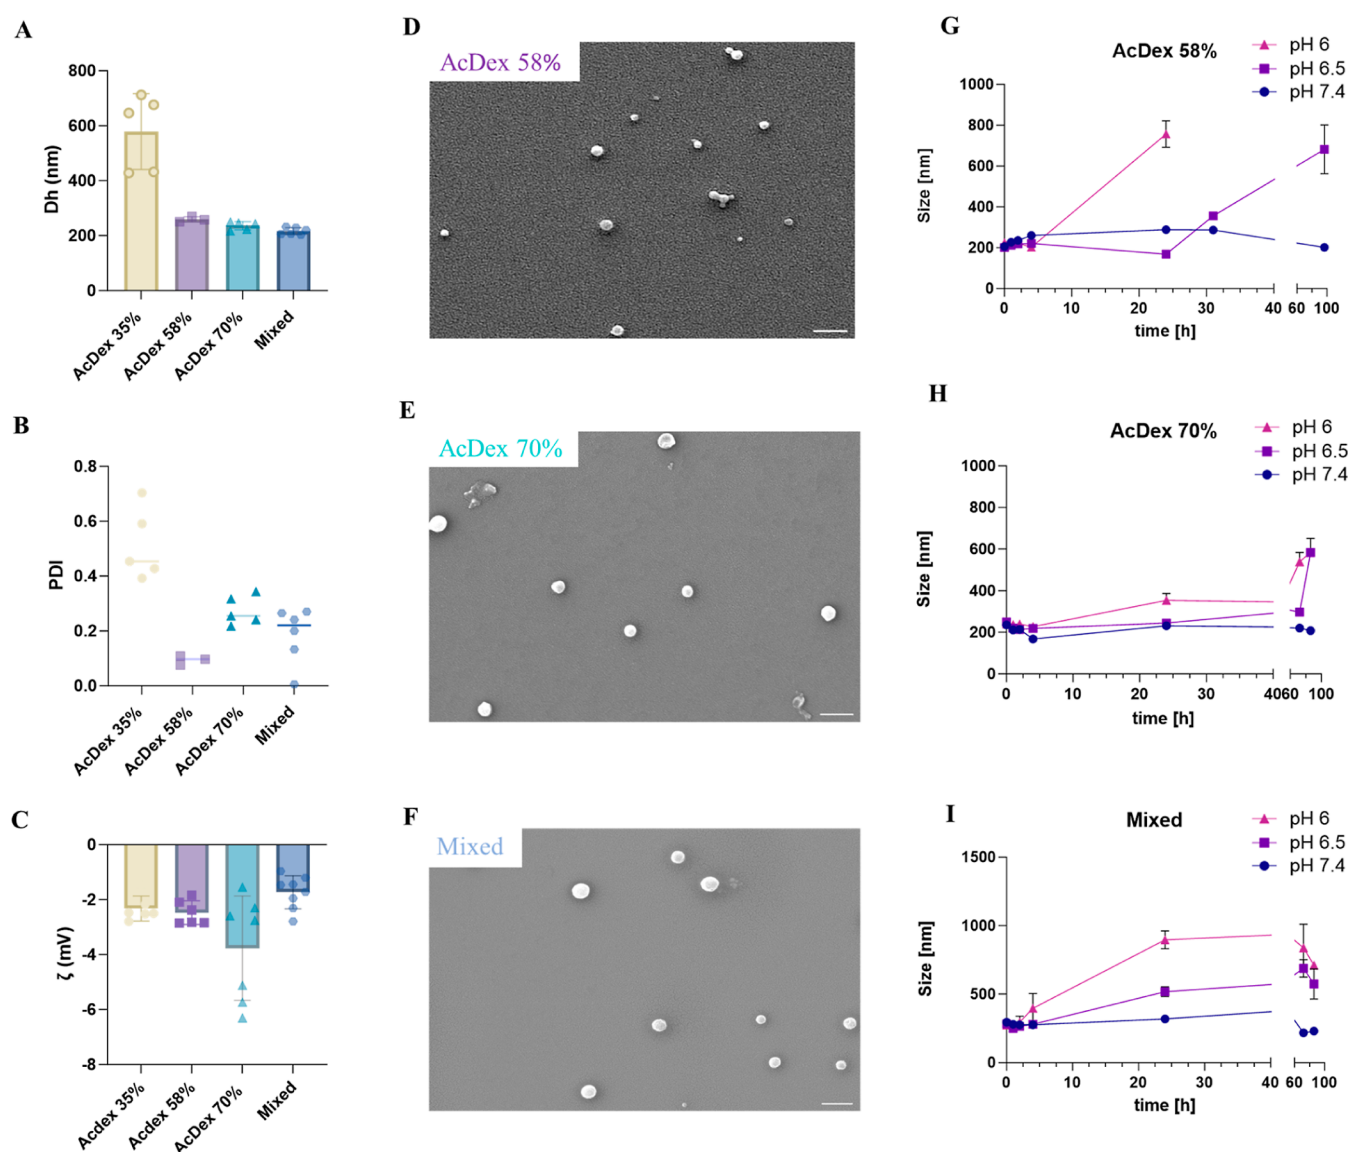 A
800
600
400
200
0
Dh (nm)
AcDex 35%
AcDex 58%
AcDex 70%
Mixed
B
0.8
0.6
0.4
0.2
0.0
PDI
AcDex 35%
AcDex 58%
AcDex 70%
Mixed
C
0
-2
-4
-6
-8
ζ (mV)
Acdex 35%
Acdex 58%
AcDex 70%
Mixed
D
AcDex 58%
E
AcDex 70%
F
Mixed
G
AcDex 58%
pH 6
pH 6.5
pH 7.4
1000
800
600
400
200
0
Size [nm]
0 10 20 30 40 60 100
time [h]
H
AcDex 70%
pH 6
pH 6.5
pH 7.4
1000
800
600
400
200
0
Size [nm]
0 10 20 30 40 60 100
time [h]
I
Mixed
pH 6
pH 6.5
pH 7.4
1500
1000
500
0
Size [nm]
0 10 20 30 40 60 100
time [h]